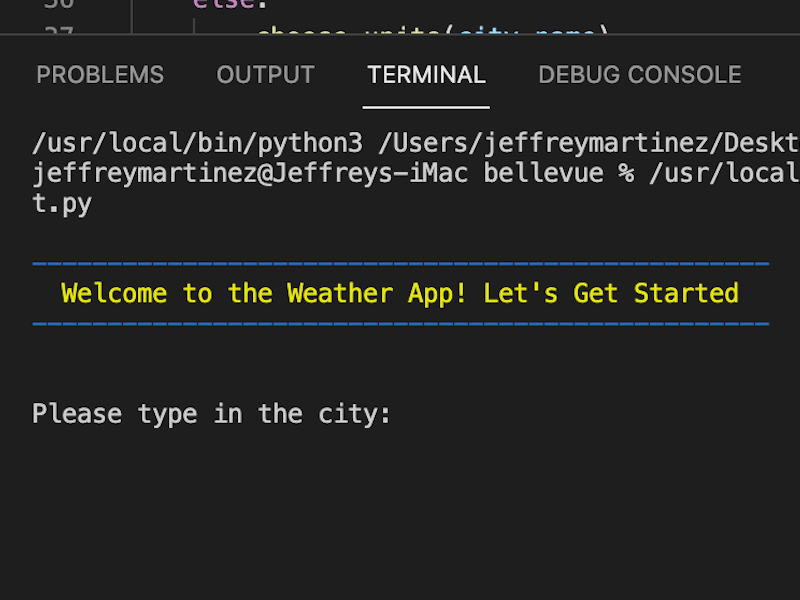 36 else:
37 choose_units(city_name)
PROBLEMS OUTPUT TERMINAL DEBUG CONSOLE
/usr/local/bin/python3 /Users/jeffreymartinez/Deskt
jeffreymartinez@Jeffreys-iMac bellevue % /usr/local
t.py
Welcome to the Weather App! Let's Get Started
Please type in the city: